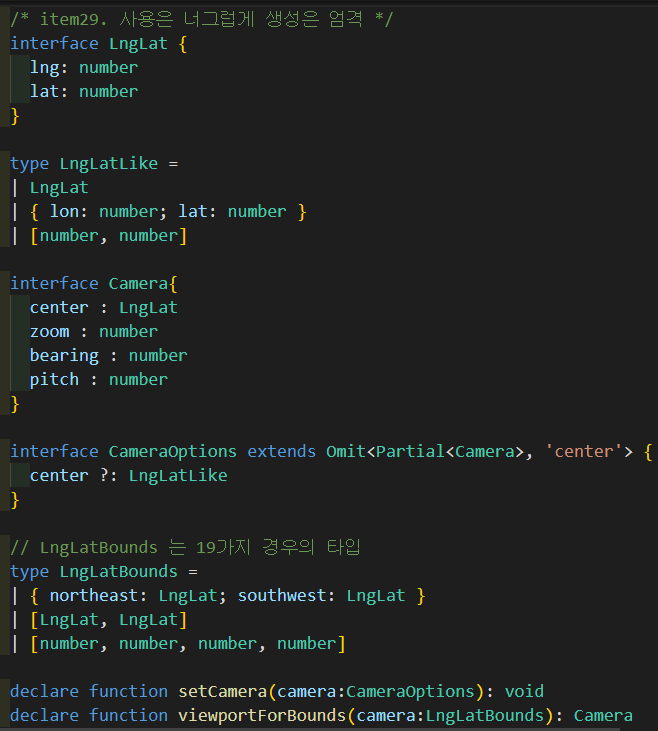 /* item29. 사용은 너그럽게 생성은 엄격 */
interface LngLat {
  lng: number
  lat: number
}

type LngLatLike =
| LngLat
| { lon: number; lat: number }
| [number, number]

interface Camera{
  center : LngLat
  zoom : number
  bearing : number
  pitch : number
}

interface CameraOptions extends Omit<Partial<Camera>, 'center'> {
  center ?: LngLatLike
}

// LngLatBounds 는 19가지 경우의 타입
type LngLatBounds =
| { northeast: LngLat; southwest: LngLat }
| [LngLat, LngLat]
| [number, number, number, number]

declare function setCamera(camera:CameraOptions): void
declare function viewportForBounds(camera:LngLatBounds): Camera